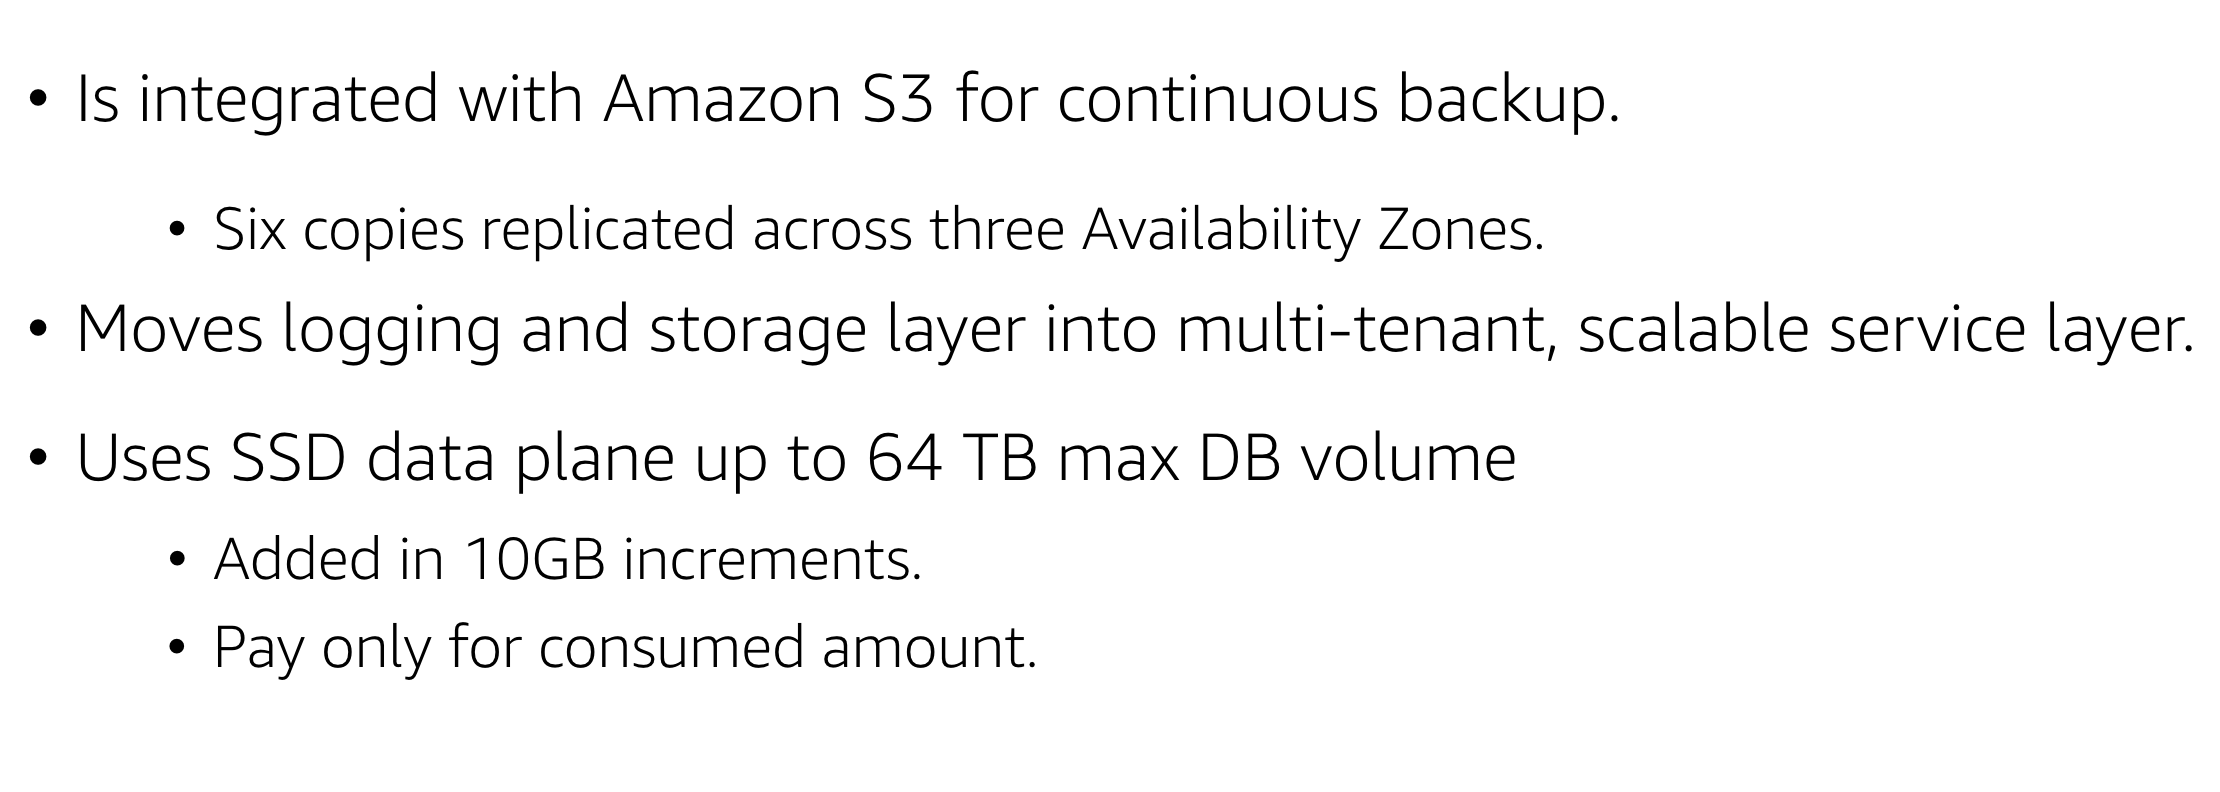 • Is integrated with Amazon S3 for continuous backup.
• Six copies replicated across three Availability Zones.
• Moves logging and storage layer into multi-tenant, scalable service layer.
• Uses SSD data plane up to 64 TB max DB volume
• Added in 10GB increments.
• Pay only for consumed amount.